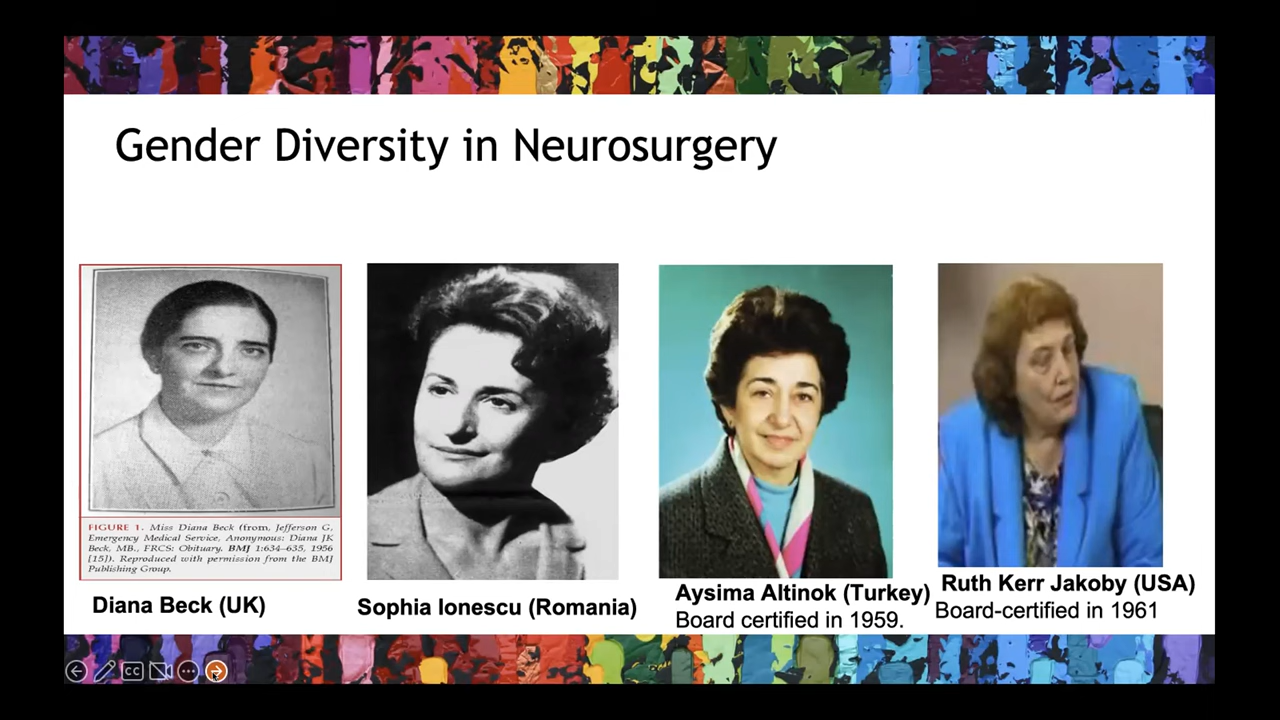 Gender Diversity in Neurosurgery
FIGURE 1. Miss Diana Beck (from, Jefferson G,
Emergency Medical Service, Anonymous: Diana JK
Beck, MB., FRCS: Obituary. BMJ 1:634–635, 1956
[15]). Reproduced with permission from the BMJ
Publishing Group.
Diana Beck (UK)
Sophia Ionescu (Romania)
Aysima Altinok (Turkey)
Board certified in 1959.
Ruth Kerr Jakoby (USA)
Board-certified in 1961
CC